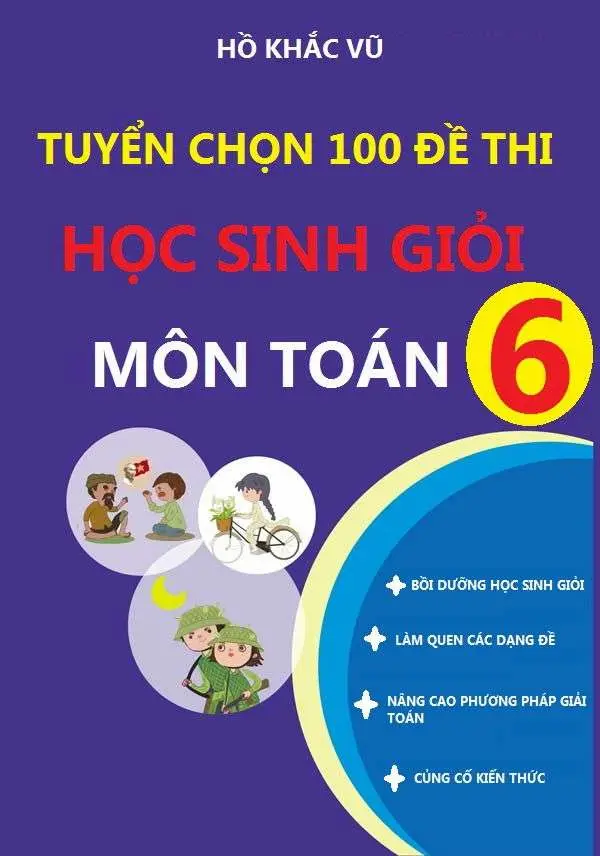 HỒ KHẮC VŨ
TUYỂN CHỌN 100 ĐỀ THI
HỌC SINH GIỎI
MÔN TOÁN 6
BỒI DƯỠNG HỌC SINH GIỎI
LÀM QUEN CÁC DẠNG ĐỀ
NÂNG CAO PHƯƠNG PHÁP GIẢI
TOÁN
CỦNG CỐ KIẾN THỨC